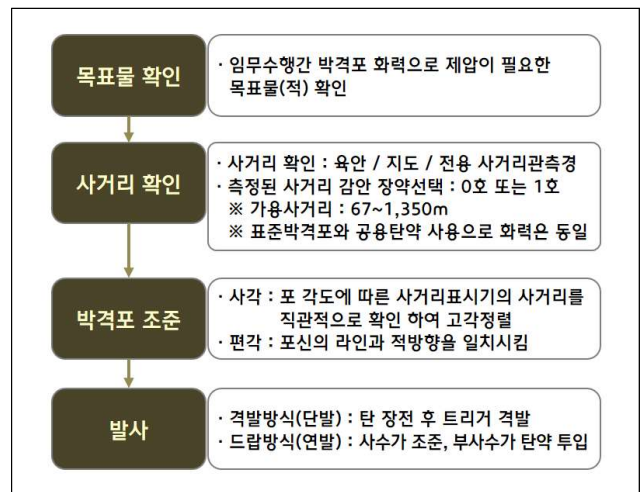 목표물 확인
· 임무수행간 박격포 화력으로 제압이 필요한
목표물(적) 확인
사거리 확인
· 사거리 확인 : 육안 / 지도 / 전용 사거리관측경
· 측정된 사거리 감안 장약선택 : 0호 또는 1호
※ 가용사거리 : 67~1,350m
※ 표준박격포와 공용탄약 사용으로 화력은 동일
박격포 조준
· 사각 : 포 각도에 따른 사거리표시기의 사거리를
직관적으로 확인 하여 고각정렬
· 편각 : 포신의 라인과 적방향을 일치시킴
발사
· 격발방식(단발) : 탄 장전 후 트리거 격발
· 드랍방식(연발) : 사수가 조준, 부사수가 탄약 투입